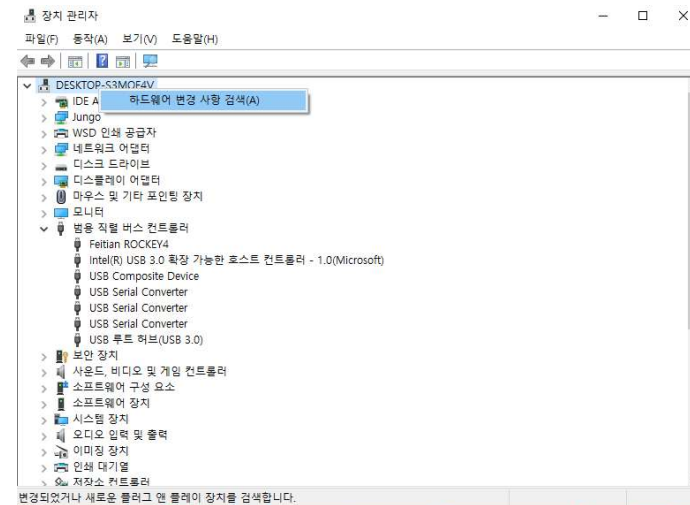 장치 관리자
파일(F) 동작(A) 보기(V) 도움말(H)
DESKTOP-S3MOF4V
하드웨어 변경 사항 검색(A)
IDE A
Jungo
WSD 인쇄 공급자
네트워크 어댑터
디스크 드라이브
디스플레이 어댑터
마우스 및 기타 포인팅 장치
모니터
범용 직렬 버스 컨트롤러
Feitian ROCKEY4
Intel(R) USB 3.0 확장 가능한 호스트 컨트롤러 - 1.0(Microsoft)
USB Composite Device
USB Serial Converter
USB Serial Converter
USB Serial Converter
USB 루트 허브(USB 3.0)
보안 장치
사운드, 비디오 및 게임 컨트롤러
소프트웨어 구성 요소
소프트웨어 장치
시스템 장치
오디오 입력 및 출력
이미징 장치
인쇄 대기열
저장소 컨트롤러
변경되었거나 새로운 플러그 앤 플레이 장치를 검색합니다.